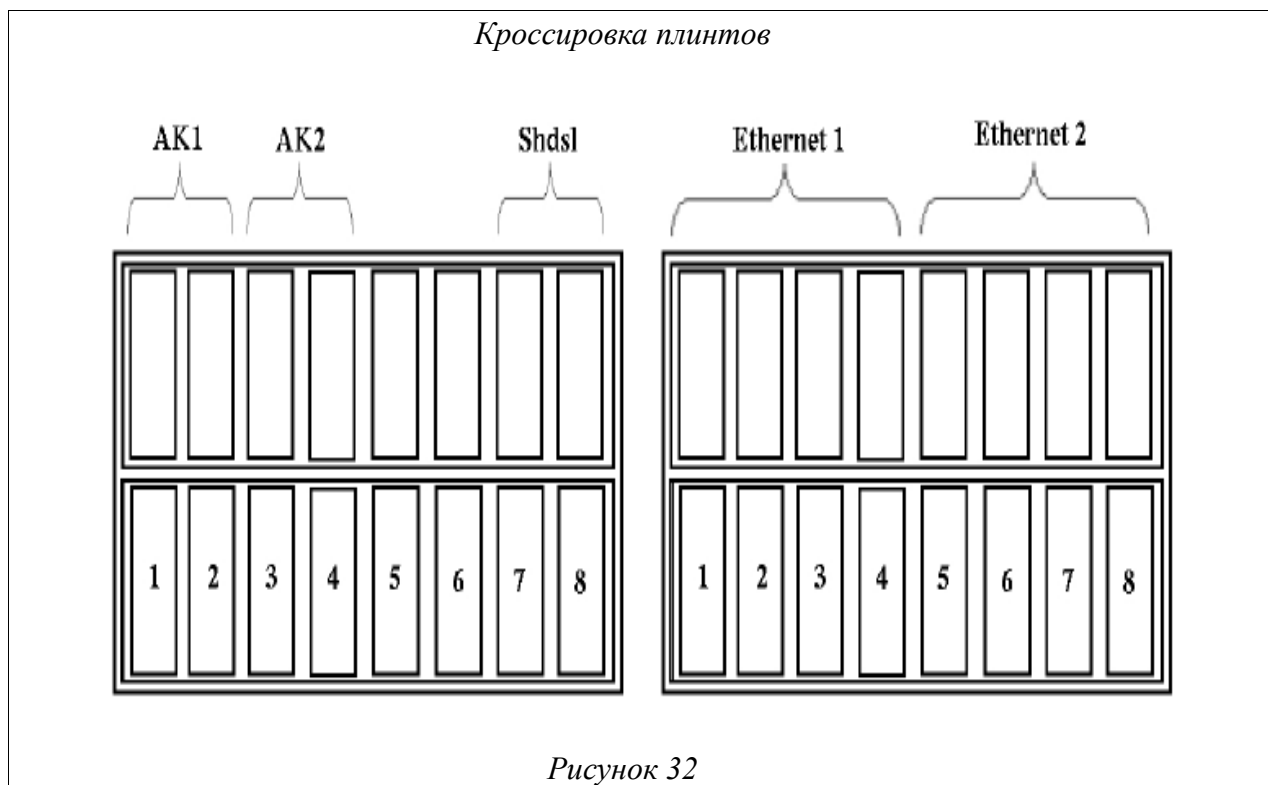 Кроссировка плинтов
AK1 AK2 Shdsl Ethernet 1 Ethernet 2
1 2 3 4 5 6 7 8 1 2 3 4 5 6 7 8
Рисунок 32